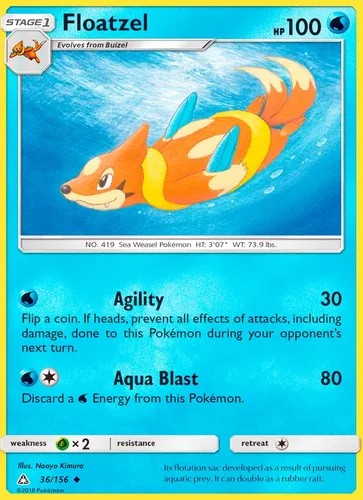 STAGE 1 Floatzel HP 100
Evolves from Buizel
NO. 419 Sea Weasel Pokémon HT: 3'07" WT: 73.9 lbs.
Agility 30
Flip a coin. If heads, prevent all effects of attacks, including
damage, done to this Pokémon during your opponent's
next turn.
Aqua Blast 80
Discard a Energy from this Pokémon.
weakness × 2 resistance retreat
Illus. Naoyo Kimura
36/156
©2018 Pokémon
Its flotation sac developed as a result of pursuing
aquatic prey. It can double as a rubber raft.